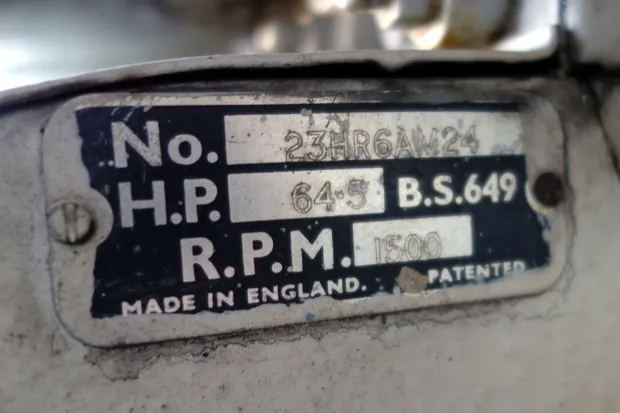 No. 23HR6AM24
H.P. 64·5 B.S.649
R.P.M. 1500
MADE IN ENGLAND. PATENTED